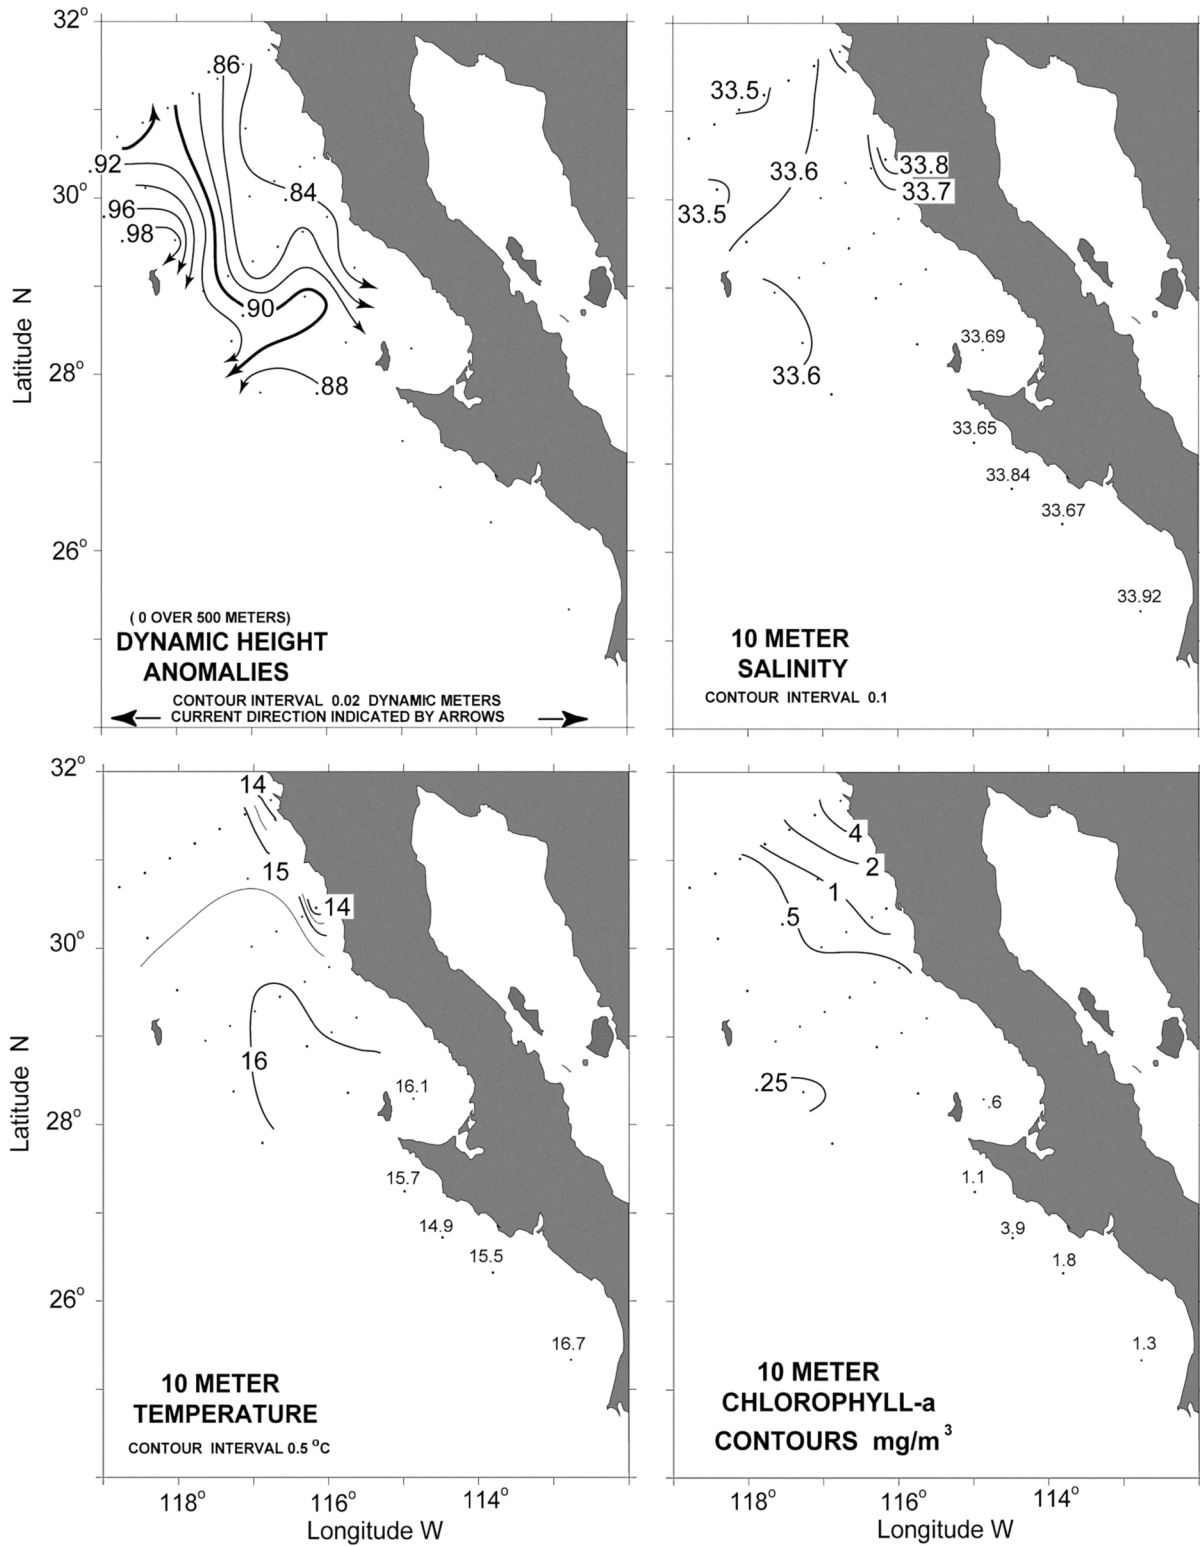 32°
30°
28°
26°
Latitude N
.86
.92
.96
.98
.84
.90
.88
( 0 OVER 500 METERS)
DYNAMIC HEIGHT
ANOMALIES
CONTOUR INTERVAL 0.02 DYNAMIC METERS
CURRENT DIRECTION INDICATED BY ARROWS
33.5
33.6
33.8
33.7
33.5
33.6
33.69
33.65
33.84
33.67
33.92
10 METER
SALINITY
CONTOUR INTERVAL 0.1
32°
30°
28°
26°
Latitude N
14
15
14
16
16.1
15.7
14.9
15.5
16.7
10 METER
TEMPERATURE
CONTOUR INTERVAL 0.5 °C
118°
116°
114°
Longitude W
4
2
1
.5
.25
.6
1.1
3.9
1.8
1.3
10 METER
CHLOROPHYLL-a
CONTOURS mg/m³
118°
116°
114°
Longitude W